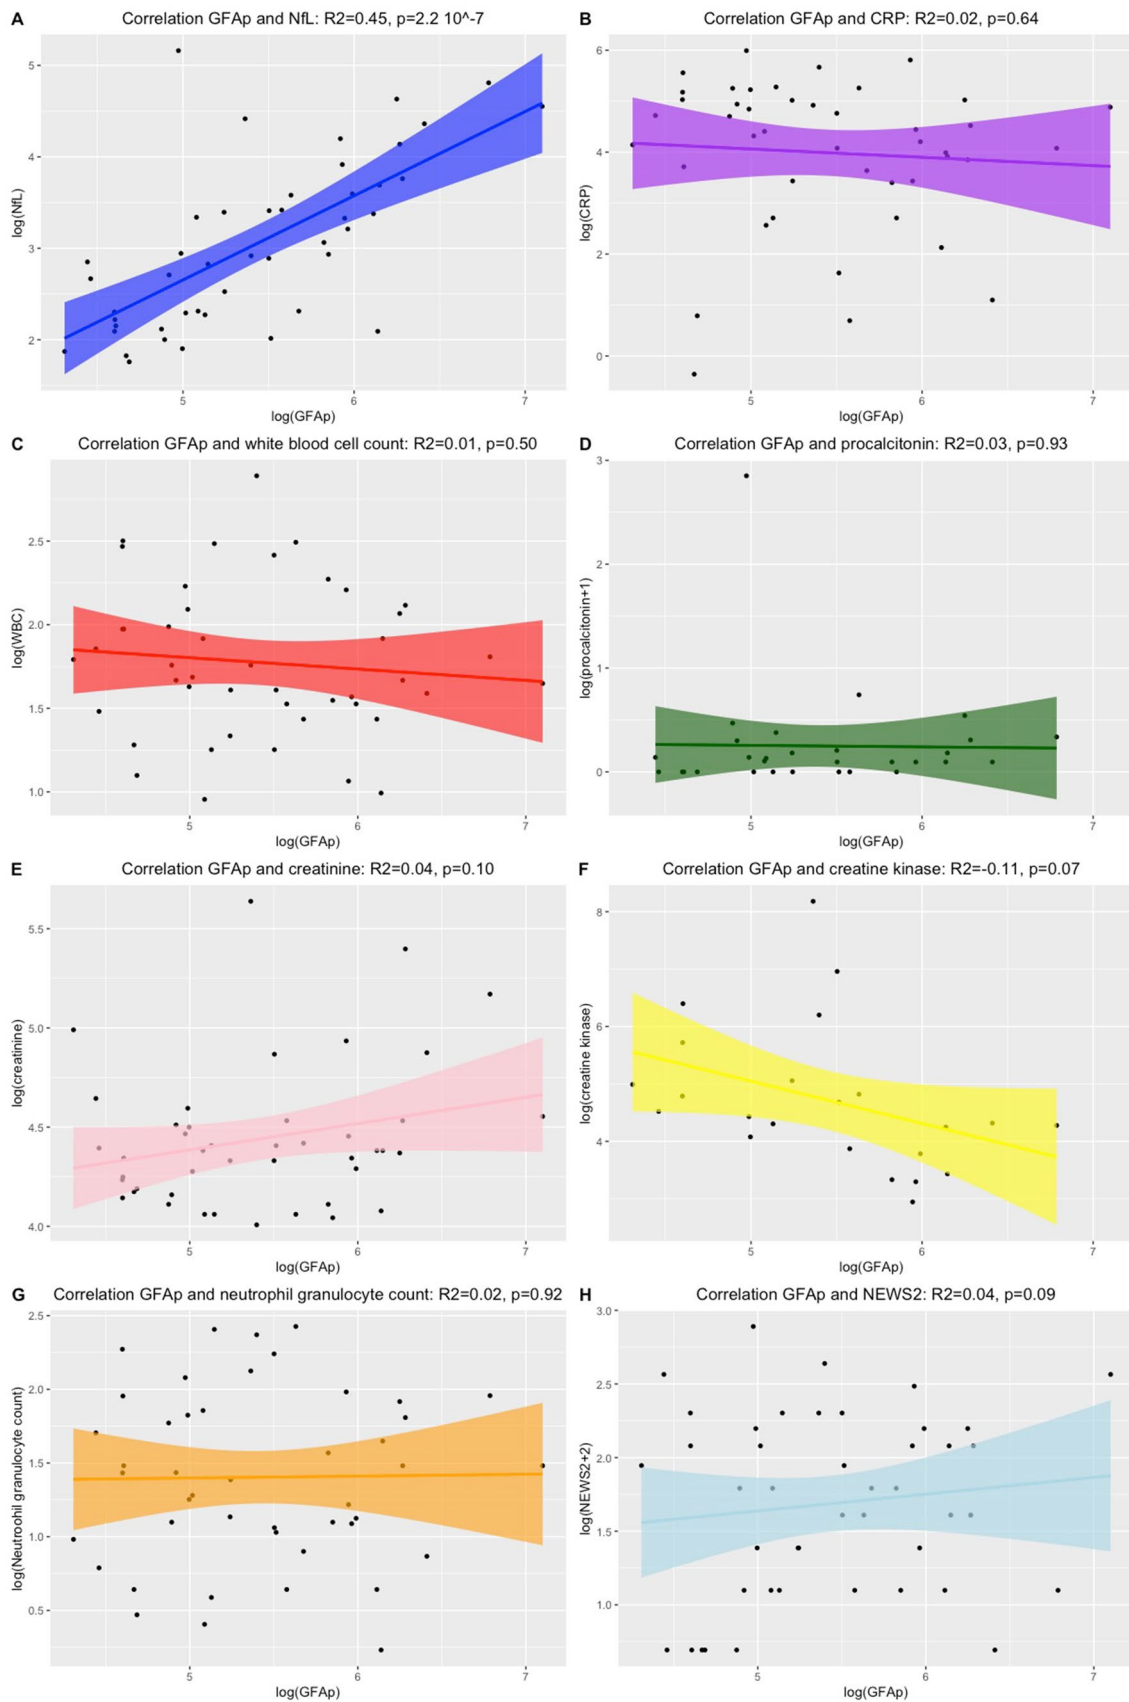 A Correlation GFAp and NfL: R2=0.45, p=2.2 10^-7
log(NfL)
5
4
3
2
5 6 7
log(GFAp)
B Correlation GFAp and CRP: R2=0.02, p=0.64
log(CRP)
6
4
2
0
5 6 7
log(GFAp)
C Correlation GFAp and white blood cell count: R2=0.01, p=0.50
log(WBC)
2.5
2.0
1.5
1.0
5 6 7
log(GFAp)
D Correlation GFAp and procalcitonin: R2=0.03, p=0.93
log(procalcitonin+1)
3
2
1
0
5 6 7
log(GFAp)
E Correlation GFAp and creatinine: R2=0.04, p=0.10
log(creatinine)
5.5
5.0
4.5
4.0
5 6 7
log(GFAp)
F Correlation GFAp and creatine kinase: R2=-0.11, p=0.07
log(creatine kinase)
8
6
4
5 6 7
log(GFAp)
G Correlation GFAp and neutrophil granulocyte count: R2=0.02, p=0.92
log(Neutroohil granulocyte count)
2.5
2.0
1.5
1.0
0.5
5 6 7
log(GFAp)
H Correlation GFAp and NEWS2: R2=0.04, p=0.09
log(NEWS2+2)
3.0
2.5
2.0
1.5
1.0
5 6 7
log(GFAp)